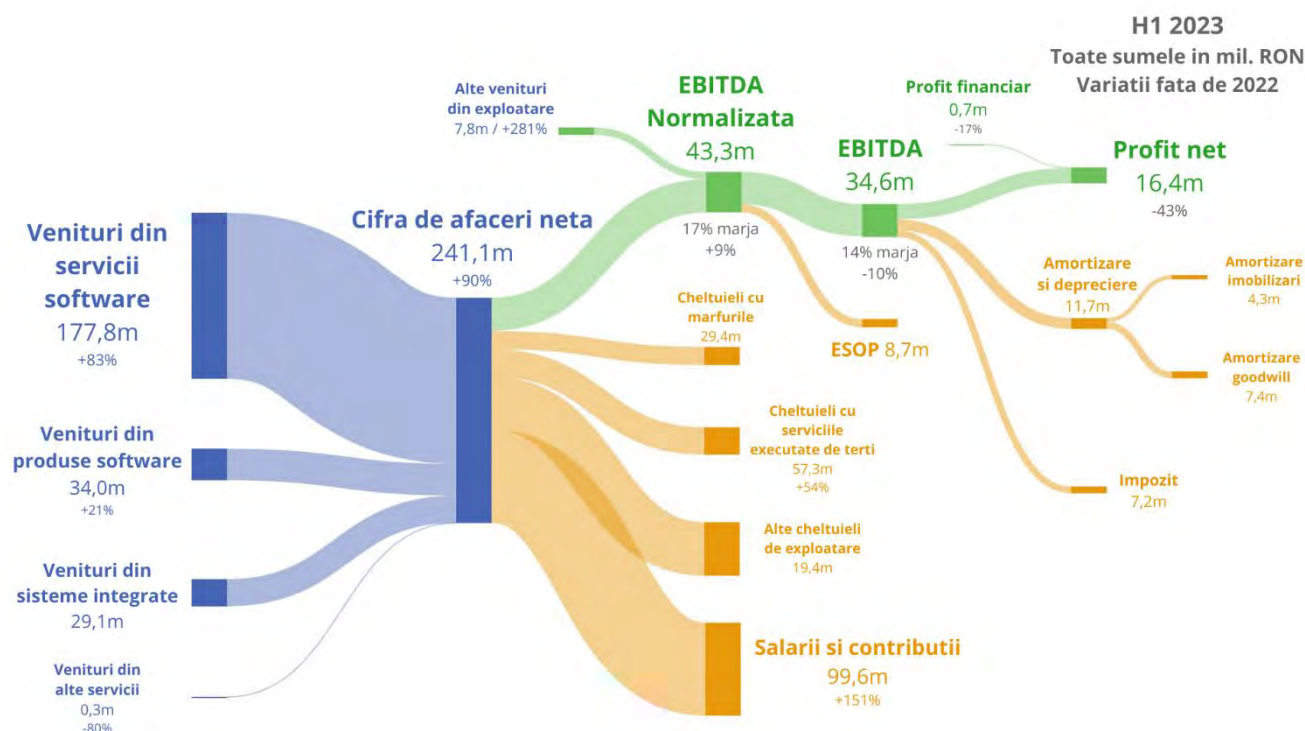 H1 2023
Toate sumele in mil. RON
Variatii fata de 2022
Alte venituri
din exploatare
7,8m / +281%
EBITDA
Normalizata
43,3m
17% marja
+9%
EBITDA
34,6m
14% marja
-10%
Profit financiar
0,7m
-17%
Profit net
16,4m
-43%
Venituri din
servicii
software
177,8m
+83%
Cifra de afaceri neta
241,1m
+90%
Cheltuieli cu
marfurile
29,4m
ESOP 8,7m
Amortizare
si depreciere
11,7m
Amortizare
imobilizari
4,3m
Amortizare
goodwill
7,4m
Venituri din
produse software
34,0m
+21%
Cheltuieli cu
serviciile
executate de terti
57,3m
+54%
Impozit
7,2m
Venituri din
sisteme integrate
29,1m
Alte cheltuieli
de exploatare
19,4m
Venituri din
alte servicii
0,3m
-80%
Salarii si contributii
99,6m
+151%